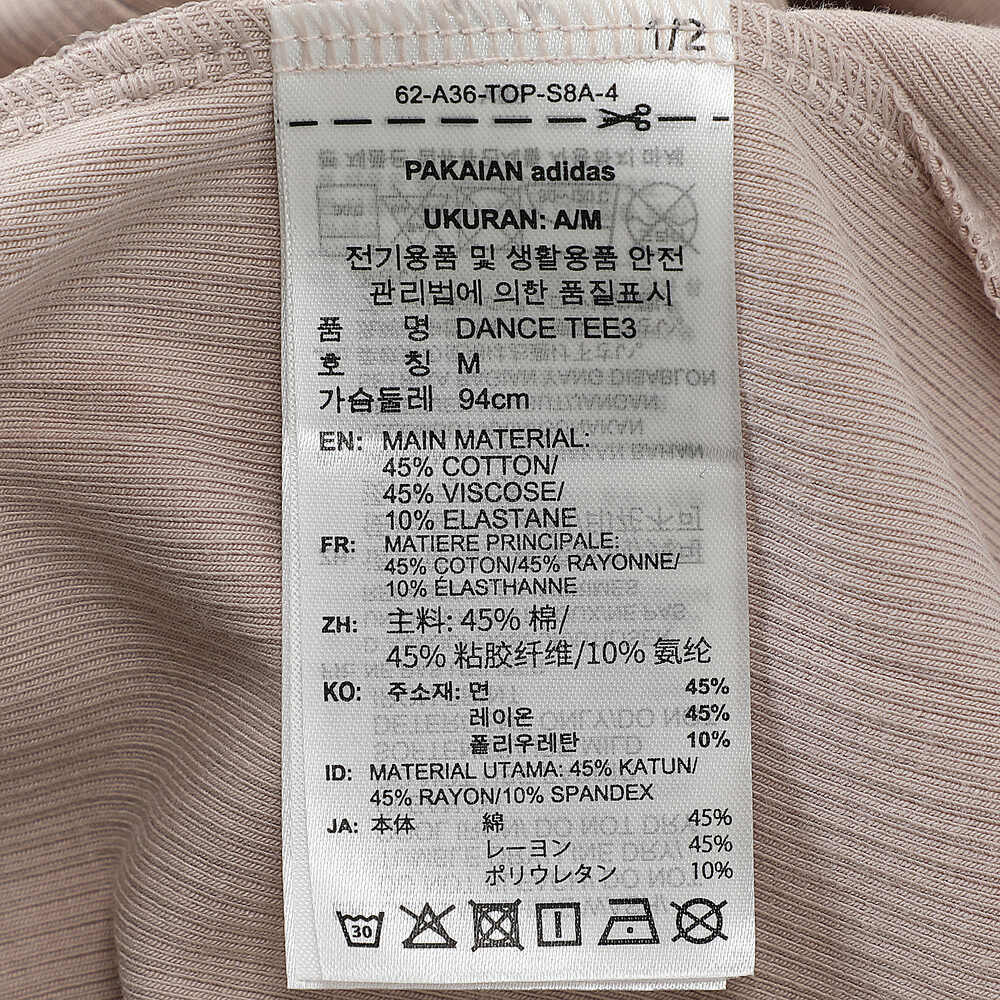 1/2
62-A36-TOP-S8A-4
PAKAIAN adidas
UKURAN: A/M
전기용품 및 생활용품 안전
관리법에 의한 품질표시
품 명 DANCE TEE3
호 칭 M
가슴둘레 94cm
EN: MAIN MATERIAL:
45% COTTON/
45% VISCOSE/
10% ELASTANE
FR: MATIERE PRINCIPALE:
45% COTON/45% RAYONNE/
10% ÉLASTHANNE
ZH: 主料: 45% 棉/
45% 粘胶纤维/10% 氨纶
KO: 주소재: 면 45%
레이온 45%
폴리우레탄 10%
ID: MATERIAL UTAMA: 45% KATUN/
45% RAYON/10% SPANDEX
JA: 本体 綿 45%
レーヨン 45%
ポリウレタン 10%
30